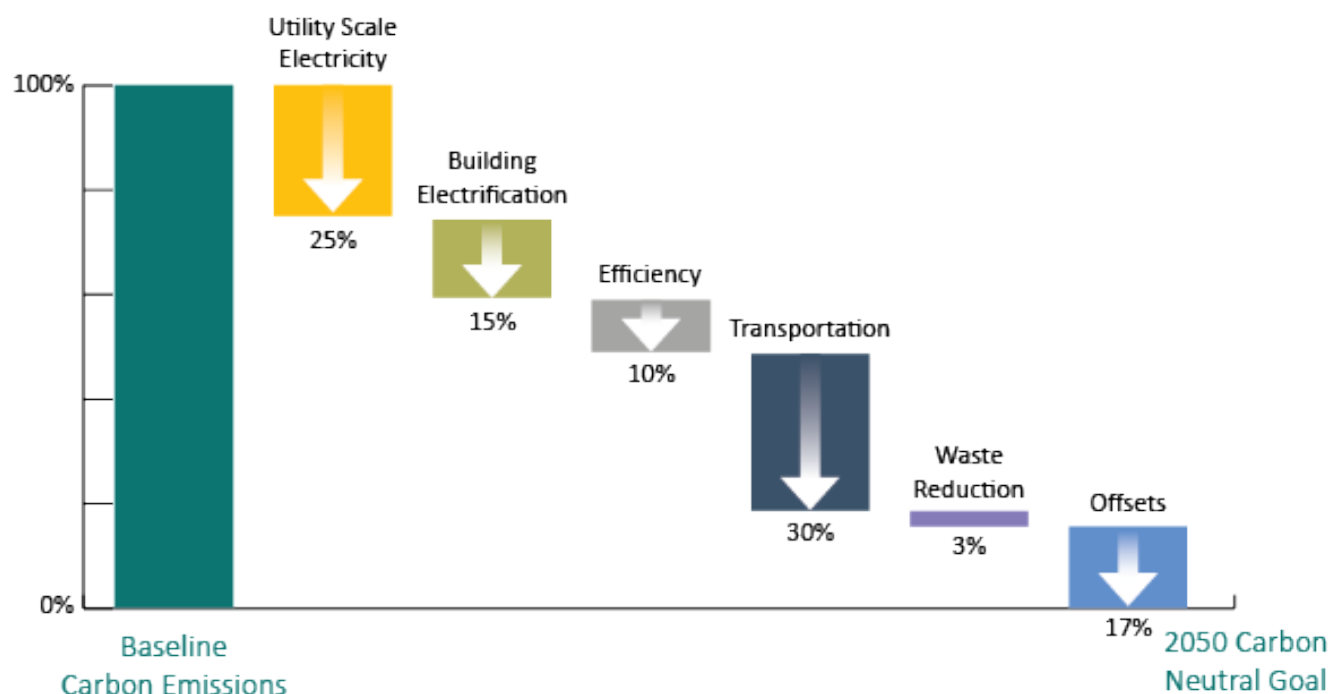 Utility Scale
Electricity
100%
Building
Electrification
25%
Efficiency
15%
Transportation
10%
Waste
Reduction
Offsets
30%
3%
0%
17%
Baseline
Carbon Emissions
2050 Carbon
Neutral Goal